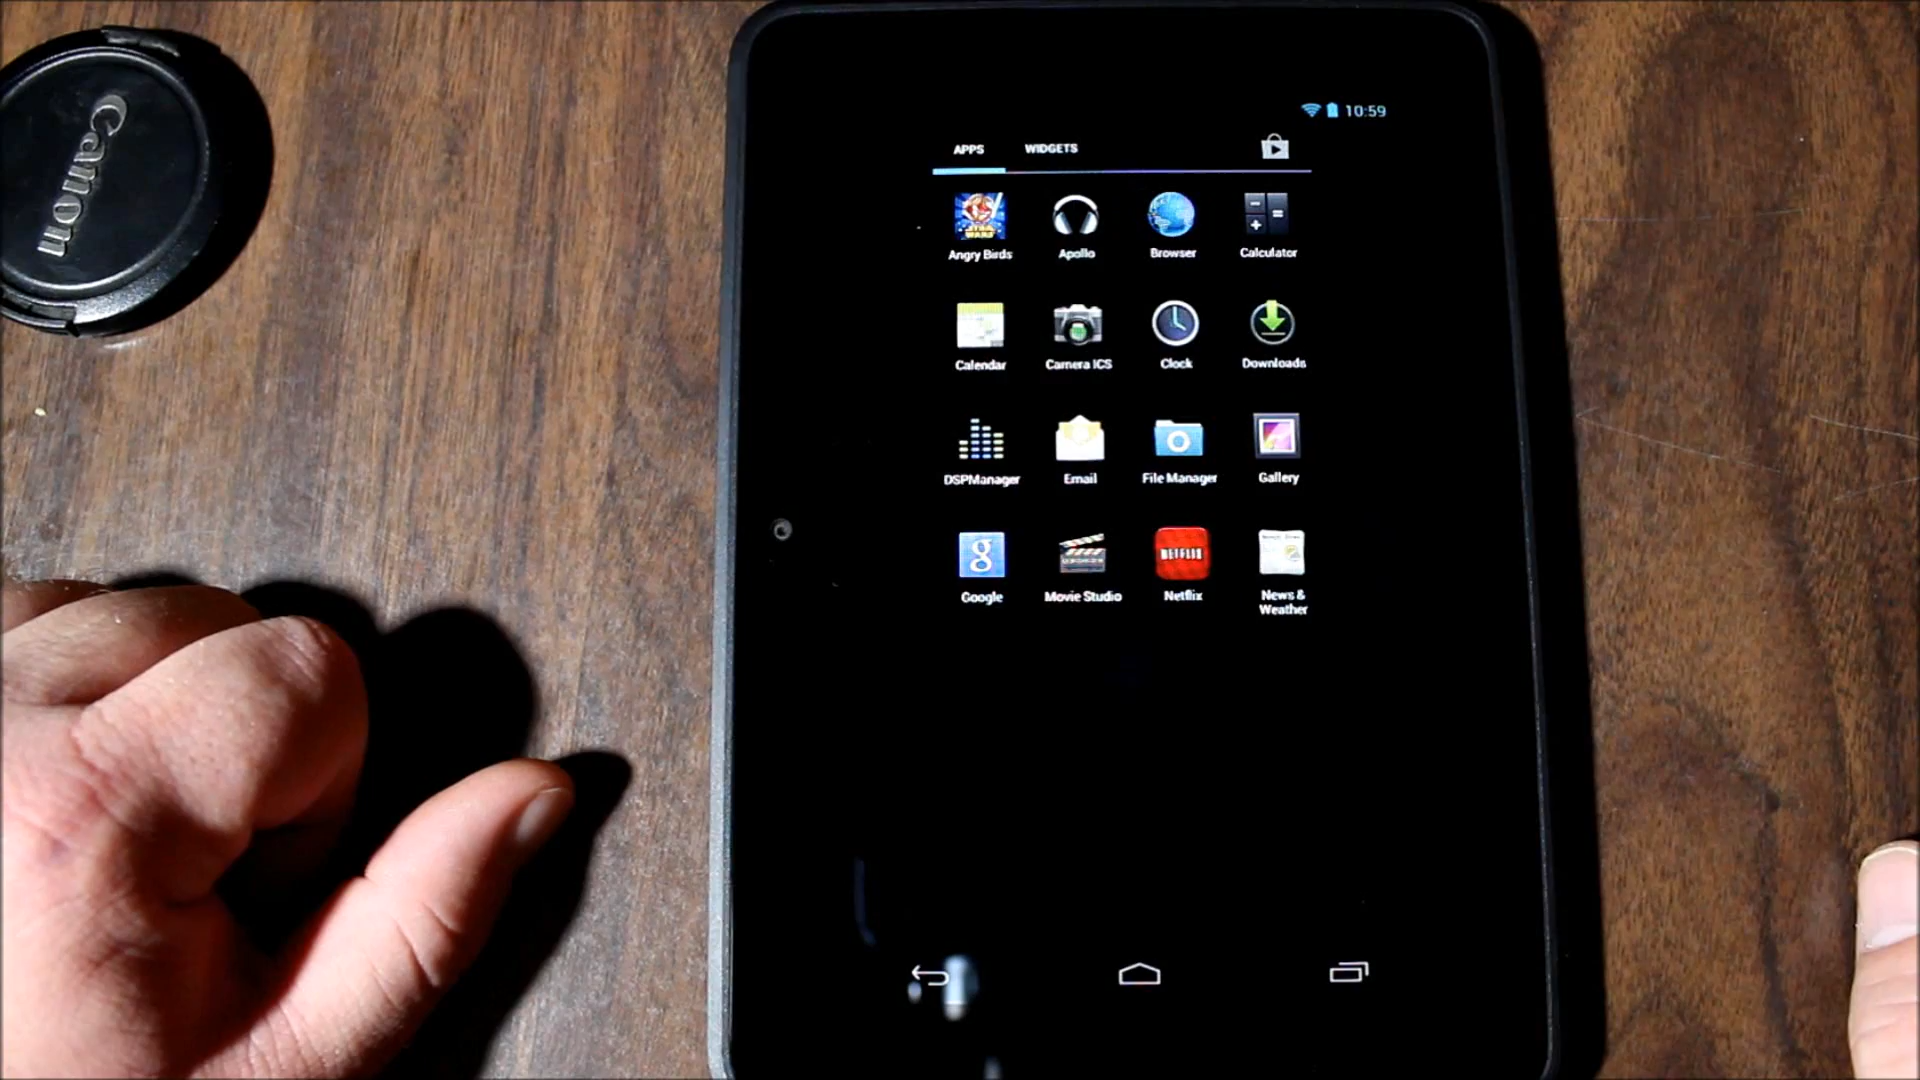 Canon
10:59
APPS WIDGETS
Angry Birds Apollo Browser Calculator
Calendar Camera ICS Clock Downloads
DSPManager Email File Manager Gallery
NETFLIX
Google Movie Studio Netflix News &
Weather